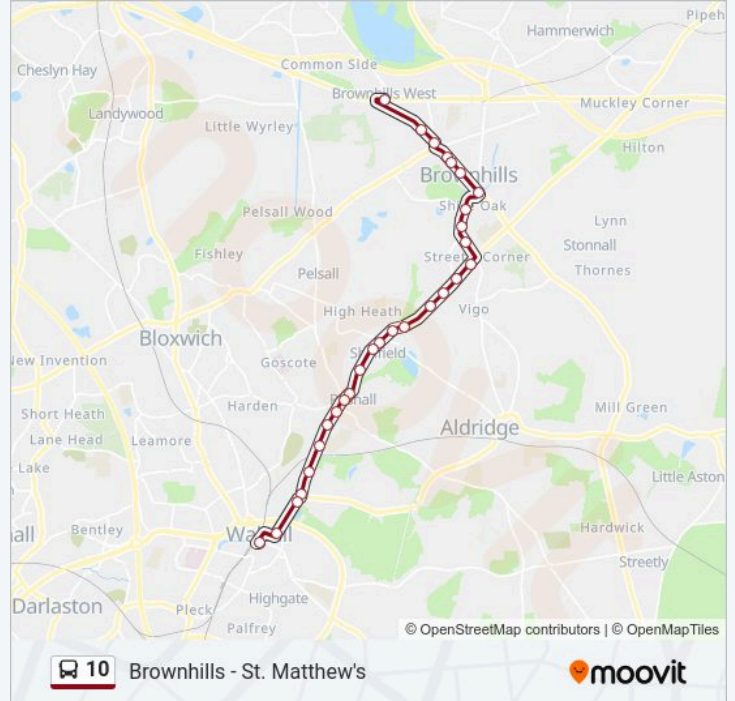 Pipeh
Hammerwich
Common Side
Cheslyn Hay
Brownhills West
Muckley Corner
Landywood
Little Wyrley
Hilton
Brownhills
Shire Oak
Pelsall Wood
Lynn
Stonnall
Fishley
Street Corner
Thornes
Pelsall
High Heath
Vigo
Bloxwich
New Invention
Goscote
Shelfield
Harden
Mill Green
Short Heath
Aldridge
Lane Head
Leamore
Lake
Little Aston
Hardwick
Bentley
all
Streetly
Highgate
Darlaston
Pleck
Palfrey
© OpenStreetMap contributors | © OpenMapTiles
10 Brownhills - St. Matthew's
moovit